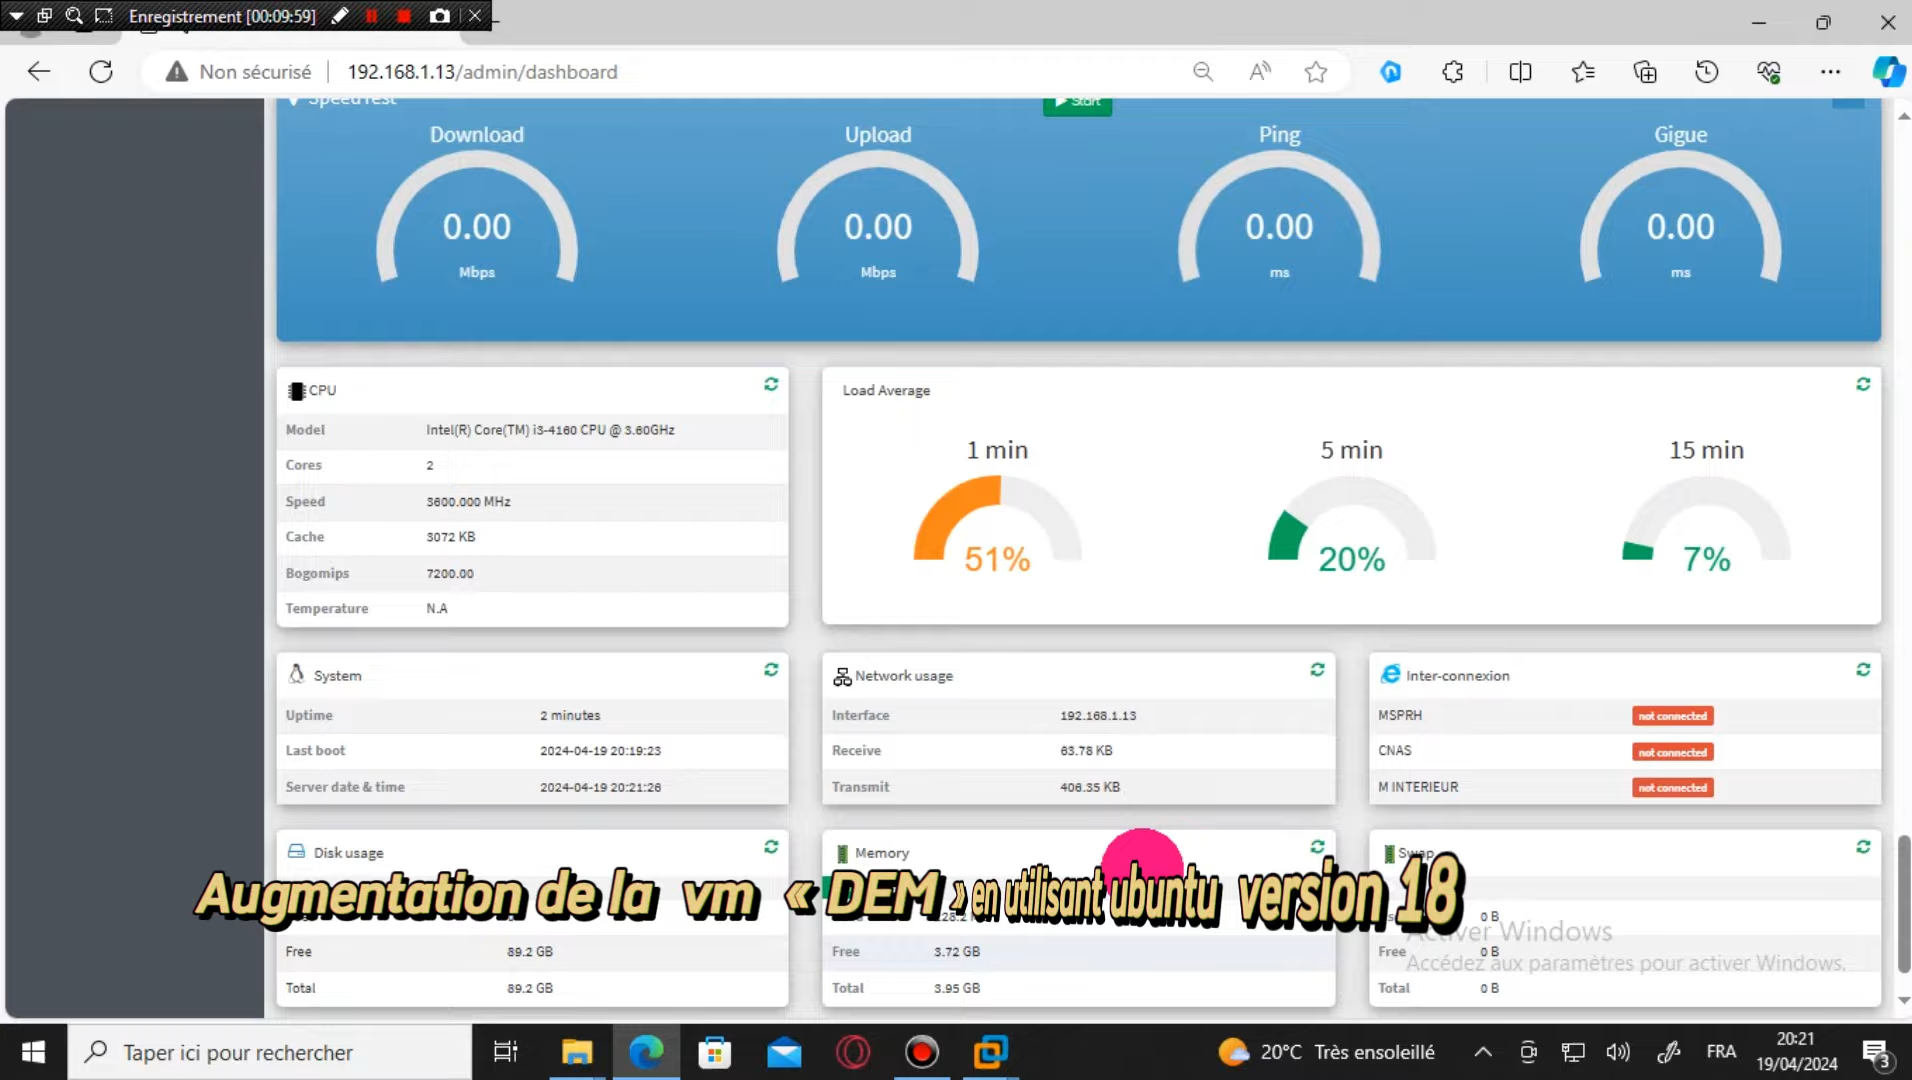 Enregistrement [00:09:59]
Non sécurisé
192.168.1.13/admin/dashboard
SpeedTest
Start
Download
Upload
Ping
Gigue
0.00
0.00
0.00
0.00
Mbps
Mbps
ms
ms
CPU
Model Intel(R) Core(TM) i3-4160 CPU @ 3.60GHz
Cores 2
Speed 3600.000 MHz
Cache 3072 KB
Bogomips 7200.00
Temperature N.A
Load Average
1 min
5 min
15 min
51%
20%
7%
System
Uptime 2 minutes
Last boot 2024-04-19 20:19:23
Server date & time 2024-04-19 20:21:26
Network usage
Interface 192.168.1.13
Receive 63.78 KB
Transmit 408.35 KB
Inter-connexion
MSPRH not connected
CNAS not connected
M INTERIEUR not connected
Disk usage
Memory
Swap
Augmentation de la vm « DEM » en utilisant ubuntu version 18
0 B
Free 89.2 GB
Total 89.2 GB
Free 3.72 GB
Total 3.95 GB
Free 0 B
Total 0 B
Activer Windows
Accédez aux paramètres pour activer Windows.
Taper ici pour rechercher
20°C Très ensoleillé
FRA
20:21
19/04/2024
3